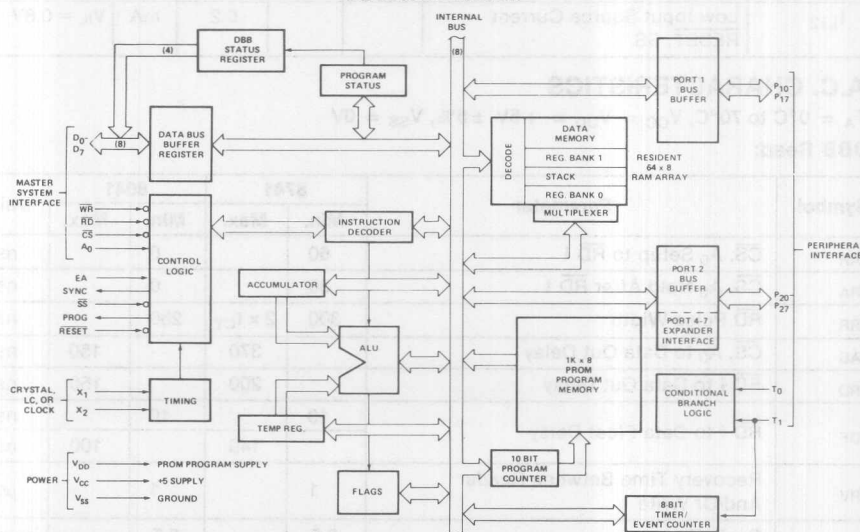 INTERNAL
BUS
(8)
DBB
STATUS
REGISTER
(4)
PROGRAM
STATUS
PORT 1
BUS
BUFFER
P10-
P17
D0-
D7
(8)
DATA BUS
BUFFER
REGISTER
DECODE
DATA
MEMORY
REG. BANK 1
STACK
REG. BANK 0
MULTIPLEXER
RESIDENT
64 x 8
RAM ARRAY
MASTER
SYSTEM
INTERFACE
WR
RD
CS
A0
CONTROL
LOGIC
INSTRUCTION
DECODER
PERIPHERAL
INTERFACE
EA
SYNC
SS
PROG
RESET
ACCUMULATOR
PORT 2
BUS
BUFFER
PORT 4-7
EXPANDER
INTERFACE
P20-
P27
ALU
1K x 8
PROM
PROGRAM
MEMORY
CRYSTAL,
LC, OR
CLOCK
X1
X2
TIMING
CONDITIONAL
BRANCH
LOGIC
T0
T1
TEMP REG.
10 BIT
PROGRAM
COUNTER
POWER
VDD
PROM PROGRAM SUPPLY
VCC
+5 SUPPLY
VSS
GROUND
FLAGS
8-BIT
TIMER/
EVENT COUNTER